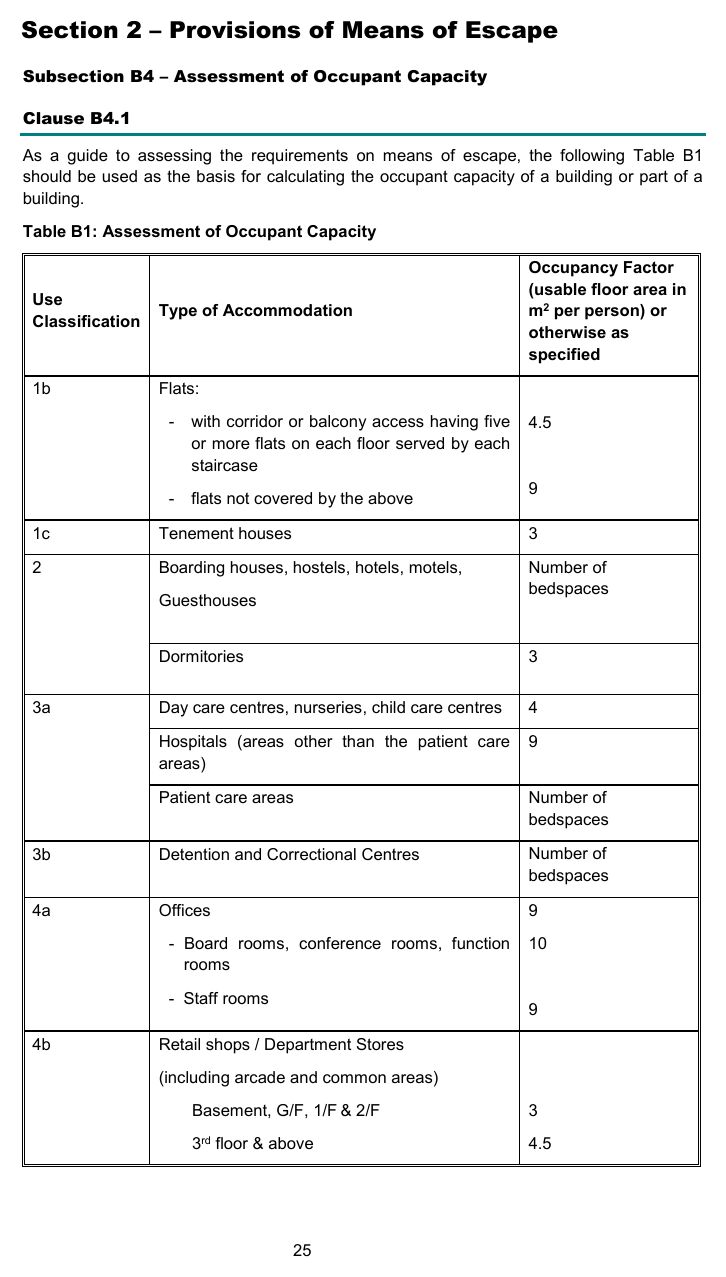 Section 2 – Provisions of Means of Escape
Subsection B4 – Assessment of Occupant Capacity
Clause B4.1
As a guide to assessing the requirements on means of escape, the following Table B1
should be used as the basis for calculating the occupant capacity of a building or part of a
building.
Table B1: Assessment of Occupant Capacity
Use
Classification
Type of Accommodation
Occupancy Factor
(usable floor area in
m² per person) or
otherwise as
specified
1b
Flats:
- with corridor or balcony access having five
or more flats on each floor served by each
staircase
4.5
- flats not covered by the above
9
1c
Tenement houses
3
2
Boarding houses, hostels, hotels, motels,
Guesthouses
Number of
bedspaces
Dormitories
3
3a
Day care centres, nurseries, child care centres
4
Hospitals (areas other than the patient care
areas)
9
Patient care areas
Number of
bedspaces
3b
Detention and Correctional Centres
Number of
bedspaces
4a
Offices
9
- Board rooms, conference rooms, function
rooms
10
- Staff rooms
9
4b
Retail shops / Department Stores
(including arcade and common areas)
Basement, G/F, 1/F & 2/F
3
3rd floor & above
4.5
25